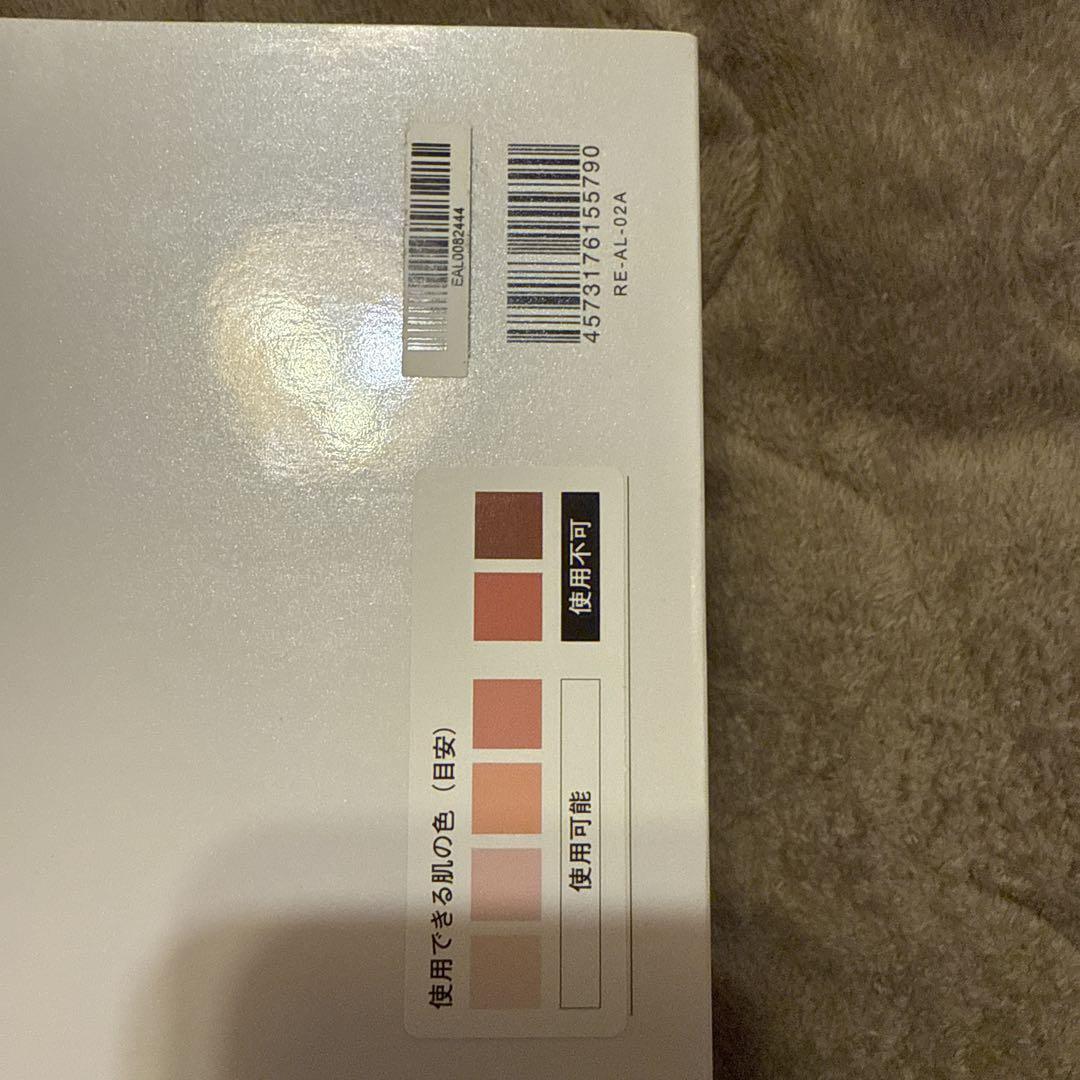 EAL0082444
4573176155790
RE-AL-02A
使用できる肌の色（目安）
使用可能
使用不可